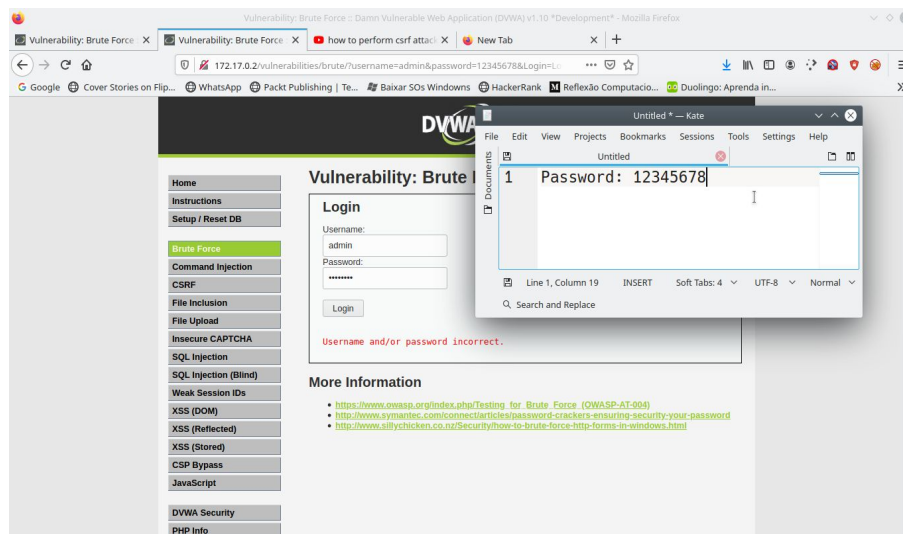 Vulnerability: Brute Force :: Damn Vulnerable Web Application (DVWA) v1.10 *Development* - Mozilla Firefox
Vulnerability: Brute Force
Vulnerability: Brute Force
how to perform csrf attac
New Tab
172.17.0.2/vulnerabilities/brute/?username=admin&password=12345678&Login=Lo
Google
Cover Stories on Flip...
WhatsApp
Packt Publishing | Te...
Baixar SOs Windowns
HackerRank
Reflexão Computacio...
Duolingo: Aprenda in...
DVWA
Home
Instructions
Setup / Reset DB
Brute Force
Command Injection
CSRF
File Inclusion
File Upload
Insecure CAPTCHA
SQL Injection
SQL Injection (Blind)
Weak Session IDs
XSS (DOM)
XSS (Reflected)
XSS (Stored)
CSP Bypass
JavaScript
DVWA Security
PHP Info
Vulnerability: Brute
Login
Username:
admin
Password:
••••••••
Login
Username and/or password incorrect.
More Information
https://www.owasp.org/index.php/Testing_for_Brute_Force_(OWASP-AT-004)
http://www.symantec.com/connect/articles/password-crackers-ensuring-security-your-password
http://www.sillychicken.co.nz/Security/how-to-brute-force-http-forms-in-windows.html
Untitled * — Kate
File Edit View Projects Bookmarks Sessions Tools Settings Help
Documents
Untitled
1 Password: 12345678
Line 1, Column 19 INSERT Soft Tabs: 4 UTF-8 Normal
Search and Replace